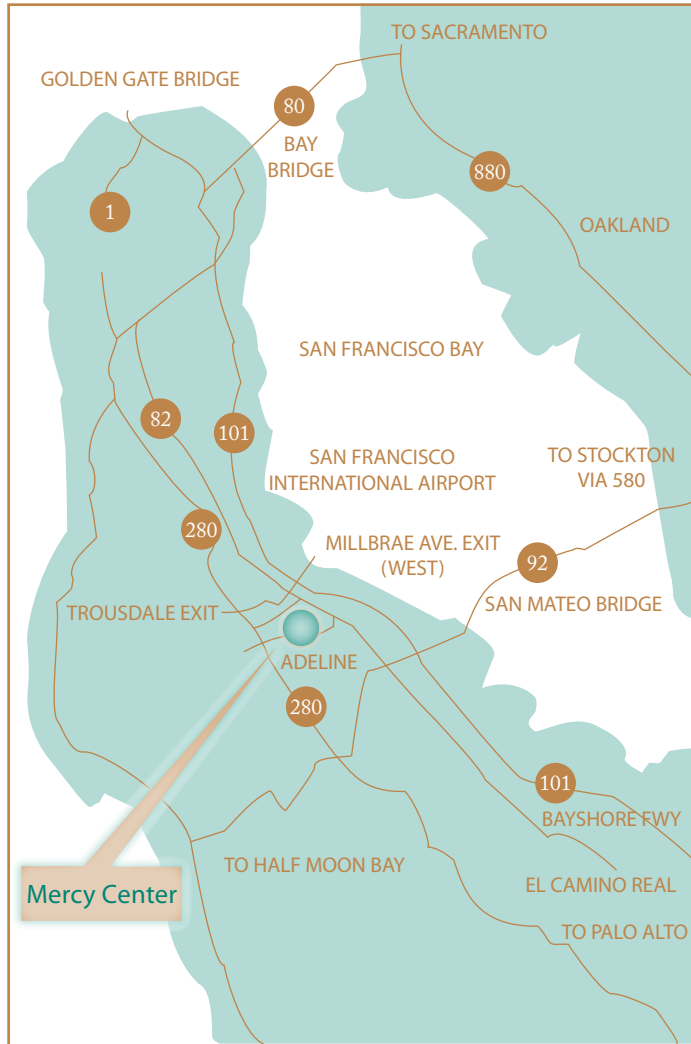 TO SACRAMENTO
GOLDEN GATE BRIDGE
80
BAY
BRIDGE
880
1
OAKLAND
SAN FRANCISCO BAY
82
101
SAN FRANCISCO
INTERNATIONAL AIRPORT
TO STOCKTON
VIA 580
280
MILLBRAE AVE. EXIT
(WEST)
92
TROUSDALE EXIT
SAN MATEO BRIDGE
ADELINE
280
101
BAYSHORE FWY
TO HALF MOON BAY
EL CAMINO REAL
Mercy Center
TO PALO ALTO